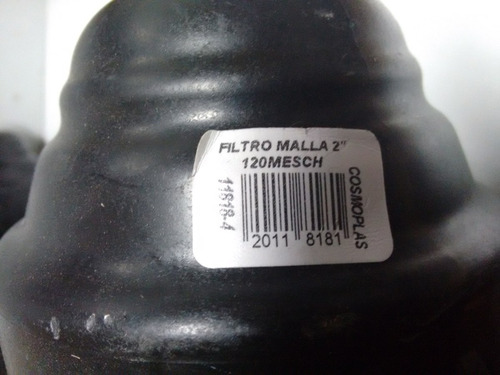 FILTRO MALLA 2"
120MESCH
11818-4
COSMOPLAS
2011 8181